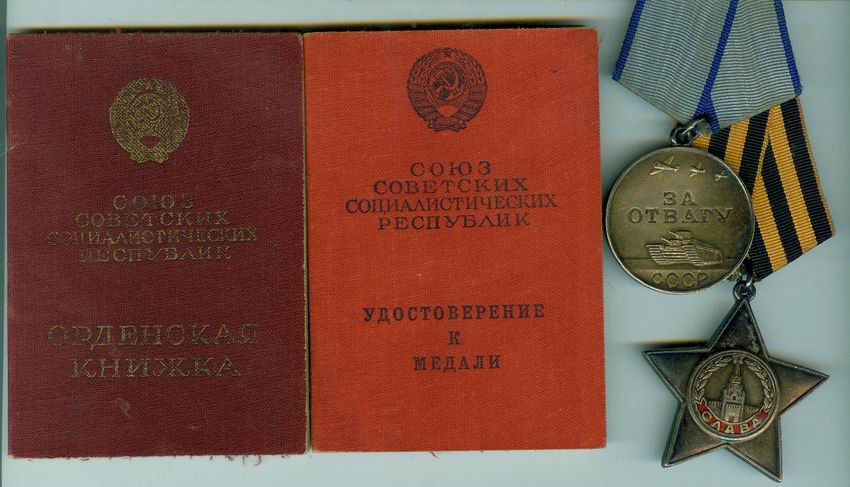 СОЮЗ
СОВЕТСКИХ
СОЦИАЛИСТИЧЕСКИХ
РЕСПУБЛИК
ОРДЕНСКАЯ
КНИЖКА
СОЮЗ
СОВЕТСКИХ
СОЦИАЛИСТИЧЕСКИХ
РЕСПУБЛИК
УДОСТОВЕРЕНИЕ
К
МЕДАЛИ
ЗА
ОТВАГУ
СССР
СЛАВА